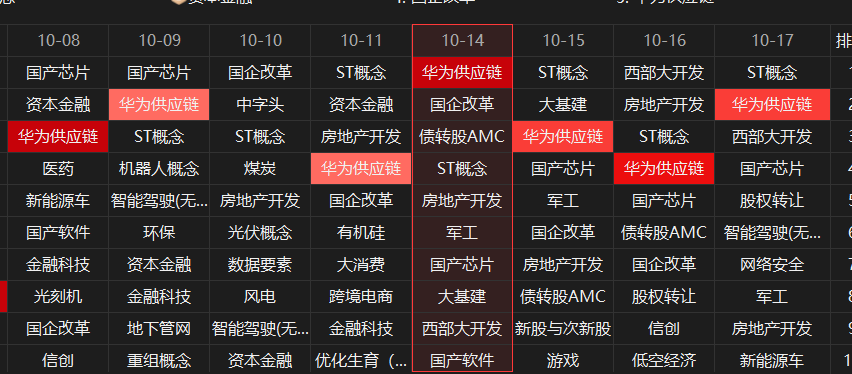 资本金融
10-08 10-09 10-10 10-11 10-14 10-15 10-16 10-17 排
国产芯片 国产芯片 国企改革 ST概念 华为供应链 ST概念 西部大开发 ST概念
资本金融 华为供应链 中字头 资本金融 国企改革 大基建 房地产开发 华为供应链
华为供应链 ST概念 ST概念 房地产开发 债转股AMC 华为供应链 ST概念 西部大开发
医药 机器人概念 煤炭 华为供应链 ST概念 国产芯片 华为供应链 国产芯片
新能源车 智能驾驶(无... 房地产开发 国企改革 房地产开发 军工 国产芯片 股权转让
国产软件 环保 光伏概念 有机硅 军工 国企改革 债转股AMC 智能驾驶(无...
金融科技 资本金融 数据要素 大消费 国产芯片 房地产开发 国企改革 网络安全
光刻机 金融科技 风电 跨境电商 大基建 债转股AMC 股权转让 军工
国企改革 地下管网 智能驾驶(无... 金融科技 西部大开发 新股与次新股 信创 房地产开发
信创 重组概念 资本金融 优化生育（... 国产软件 游戏 低空经济 新能源车